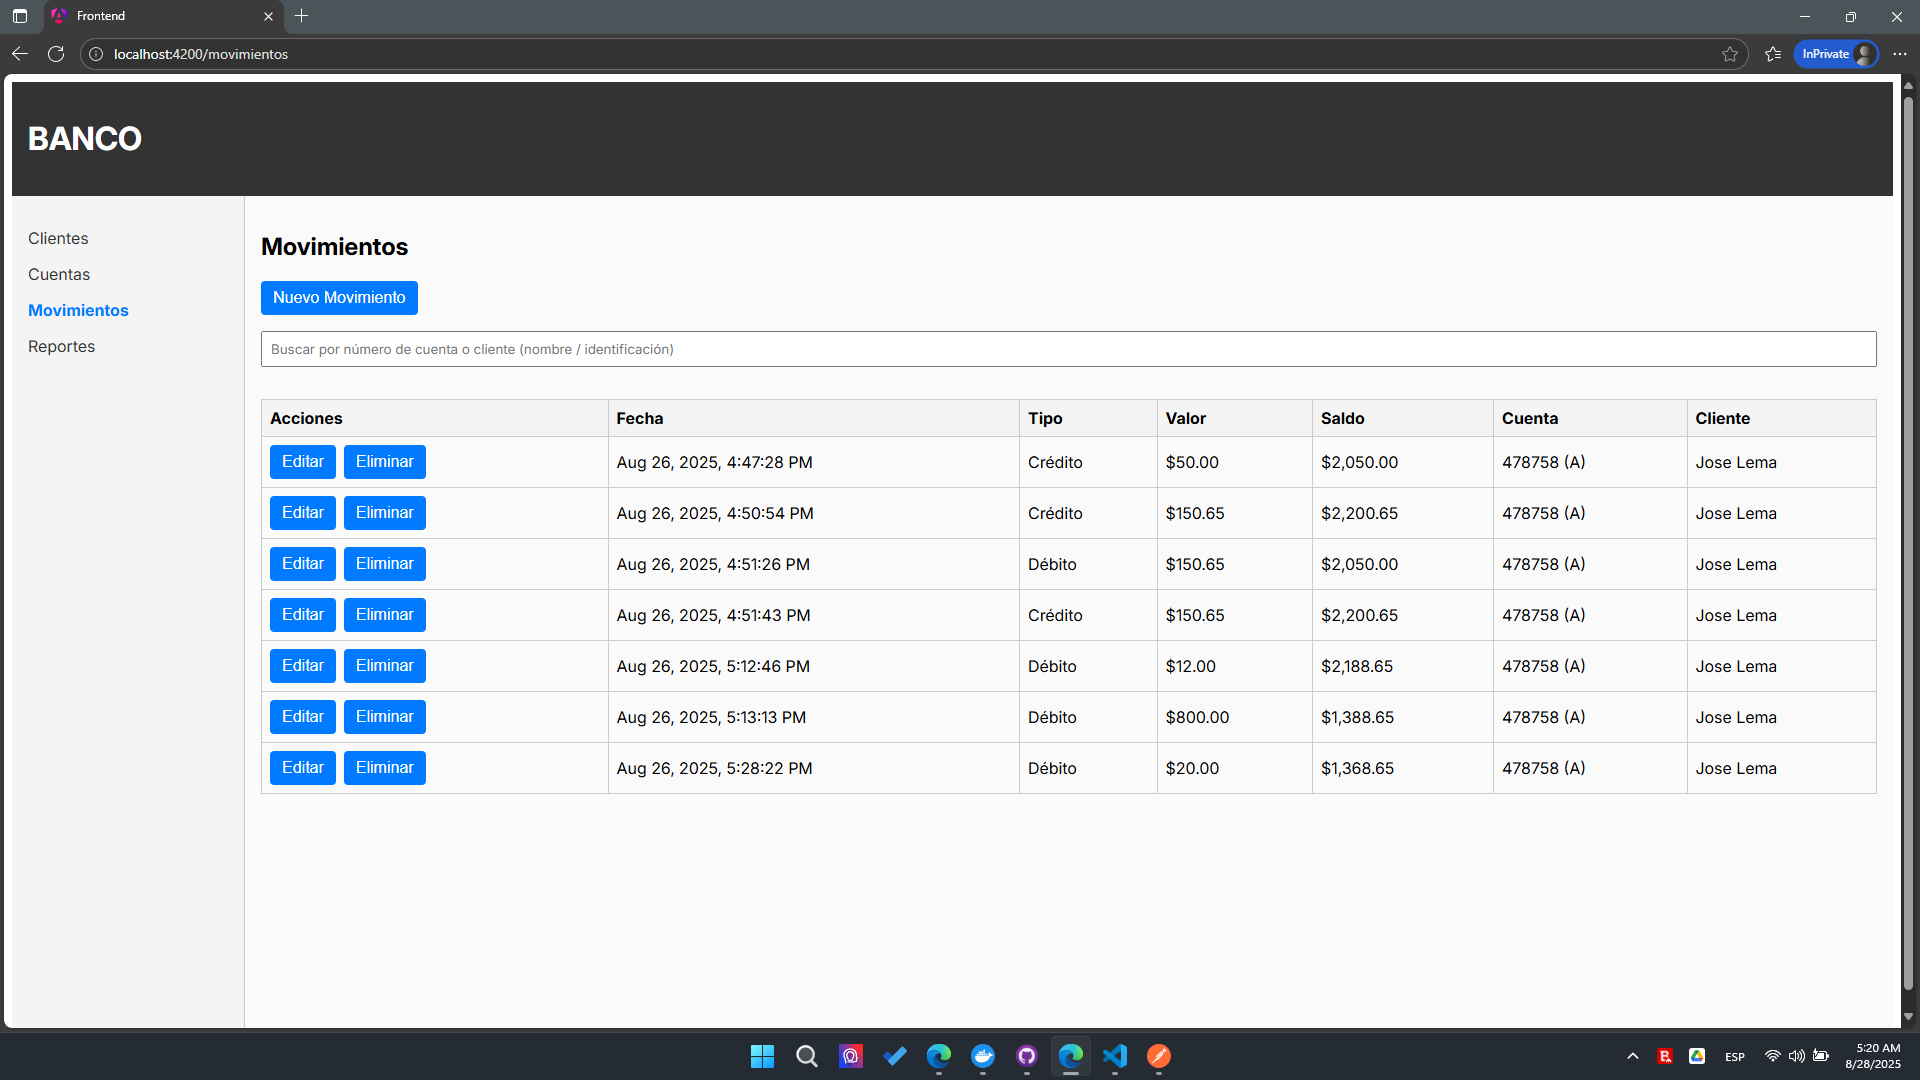 Frontend
localhost:4200/movimientos
InPrivate
BANCO
Clientes
Cuentas
Movimientos
Reportes
Movimientos
Nuevo Movimiento
Buscar por número de cuenta o cliente (nombre / identificación)
Acciones Fecha Tipo Valor Saldo Cuenta Cliente
Editar Eliminar Aug 26, 2025, 4:47:28 PM Crédito $50.00 $2,050.00 478758 (A) Jose Lema
Editar Eliminar Aug 26, 2025, 4:50:54 PM Crédito $150.65 $2,200.65 478758 (A) Jose Lema
Editar Eliminar Aug 26, 2025, 4:51:26 PM Débito $150.65 $2,050.00 478758 (A) Jose Lema
Editar Eliminar Aug 26, 2025, 4:51:43 PM Crédito $150.65 $2,200.65 478758 (A) Jose Lema
Editar Eliminar Aug 26, 2025, 5:12:46 PM Débito $12.00 $2,188.65 478758 (A) Jose Lema
Editar Eliminar Aug 26, 2025, 5:13:13 PM Débito $800.00 $1,388.65 478758 (A) Jose Lema
Editar Eliminar Aug 26, 2025, 5:28:22 PM Débito $20.00 $1,368.65 478758 (A) Jose Lema
ESP
5:20 AM
8/28/2025